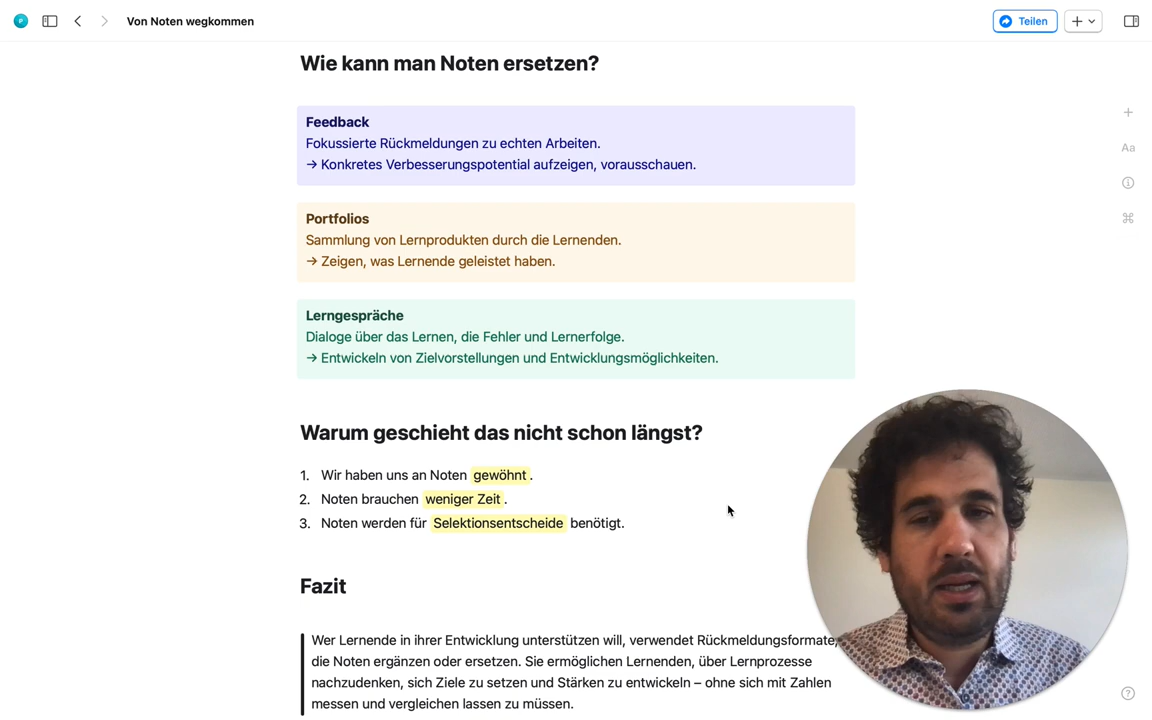 P
Von Noten wegkommen
Teilen
Wie kann man Noten ersetzen?
Feedback
Fokussierte Rückmeldungen zu echten Arbeiten.
→ Konkretes Verbesserungspotential aufzeigen, vorausschauen.
Aa
Portfolios
Sammlung von Lernprodukten durch die Lernenden.
→ Zeigen, was Lernende geleistet haben.
Lerngespräche
Dialoge über das Lernen, die Fehler und Lernerfolge.
→ Entwickeln von Zielvorstellungen und Entwicklungsmöglichkeiten.
Warum geschieht das nicht schon längst?
1. Wir haben uns an Noten gewöhnt.
2. Noten brauchen weniger Zeit.
3. Noten werden für Selektionsentscheide benötigt.
Fazit
Wer Lernende in ihrer Entwicklung unterstützen will, verwendet Rückmeldungsformate,
die Noten ergänzen oder ersetzen. Sie ermöglichen Lernenden, über Lernprozesse
nachzudenken, sich Ziele zu setzen und Stärken zu entwickeln – ohne sich mit Zahlen
messen und vergleichen lassen zu müssen.